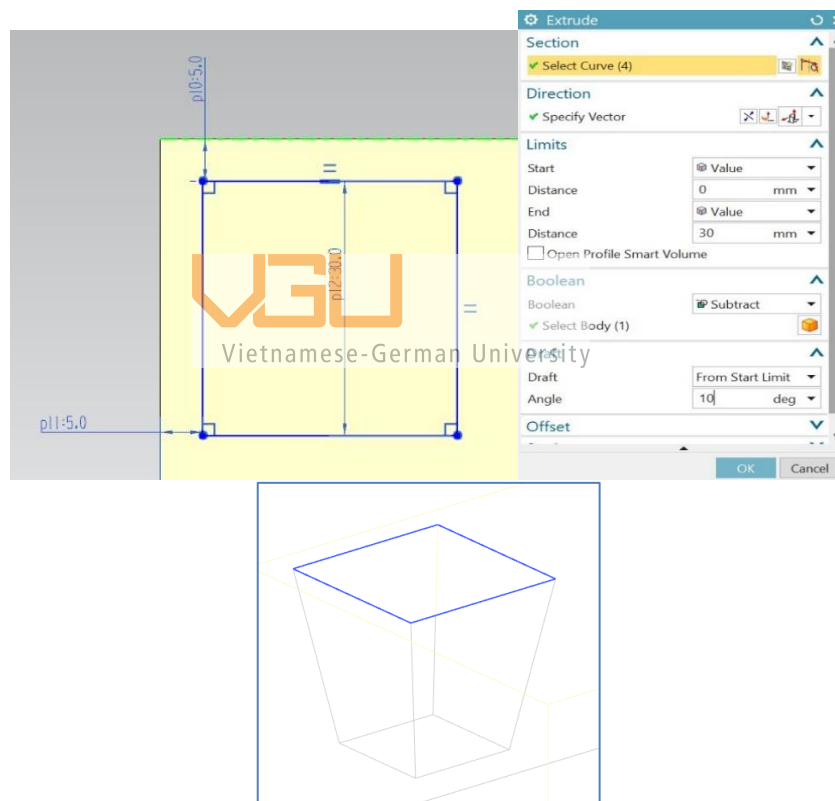 Extrude
Section
Select Curve (4)
Direction
Specify Vector
Limits
Start Value
Distance 0 mm
End Value
Distance 30 mm
Open Profile Smart Volume
Boolean
Boolean Subtract
Select Body (1)
Draft
Draft From Start Limit
Angle 10 deg
Offset
OK Cancel
p10:5.0
p12:30.0
p11:5.0
VGU
Vietnamese-German University